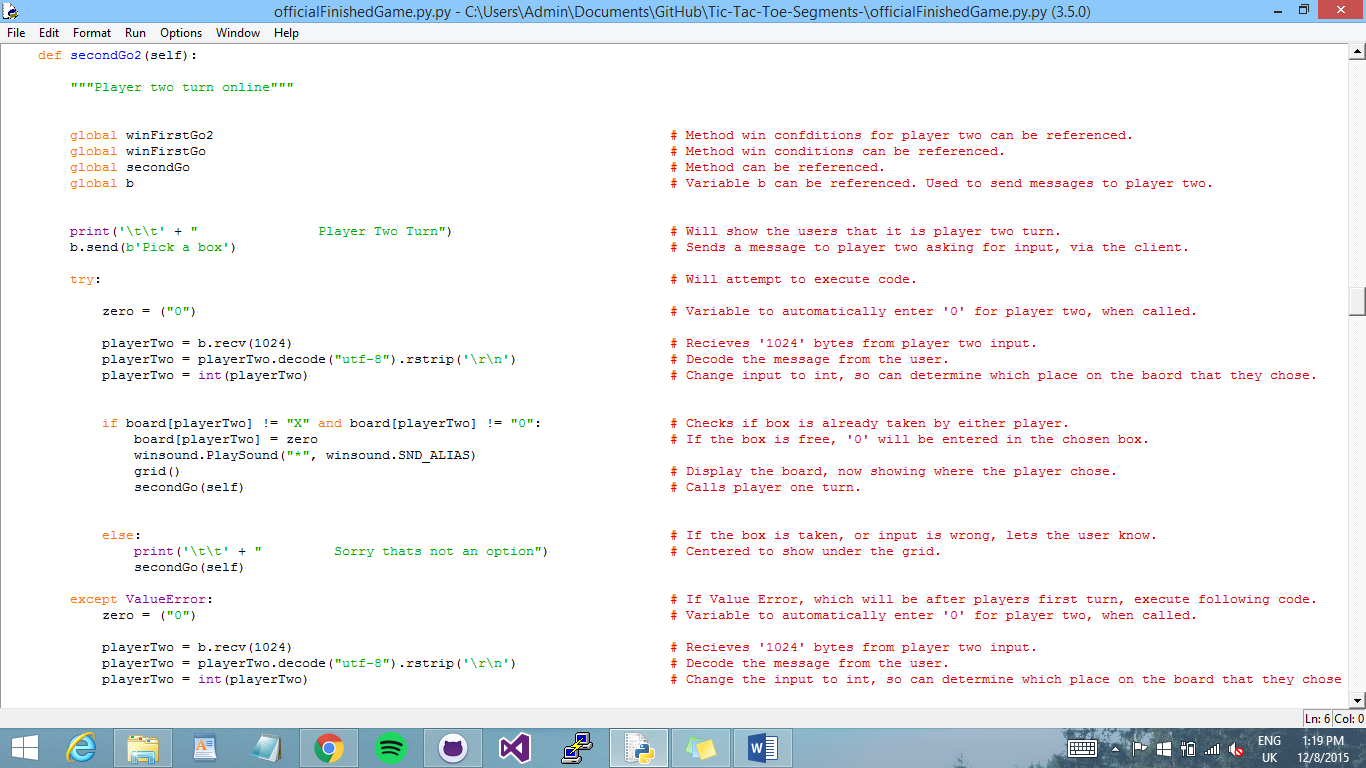 officialFinishedGame.py.py - C:\Users\Admin\Documents\GitHub\Tic-Tac-Toe-Segments-\officialFinishedGame.py.py (3.5.0)
File Edit Format Run Options Window Help
def secondGo2(self):
"""Player two turn online"""
global winFirstGo2 # Method win confditions for player two can be referenced.
global winFirstGo # Method win conditions can be referenced.
global secondGo # Method can be referenced.
global b # Variable b can be referenced. Used to send messages to player two.
print('\t\t' + "               Player Two Turn") # Will show the users that it is player two turn.
b.send(b'Pick a box') # Sends a message to player two asking for input, via the client.
try: # Will attempt to execute code.
zero = ("0") # Variable to automatically enter '0' for player two, when called.
playerTwo = b.recv(1024) # Recieves '1024' bytes from player two input.
playerTwo = playerTwo.decode("utf-8").rstrip('\r\n') # Decode the message from the user.
playerTwo = int(playerTwo) # Change input to int, so can determine which place on the baord that they chose.
if board[playerTwo] != "X" and board[playerTwo] != "0": # Checks if box is already taken by either player.
board[playerTwo] = zero # If the box is free, '0' will be entered in the chosen box.
winsound.PlaySound("*", winsound.SND_ALIAS)
grid() # Display the board, now showing where the player chose.
secondGo(self) # Calls player one turn.
else: # If the box is taken, or input is wrong, lets the user know.
print('\t\t' + "         Sorry thats not an option") # Centered to show under the grid.
secondGo(self)
except ValueError: # If Value Error, which will be after players first turn, execute following code.
zero = ("0") # Variable to automatically enter '0' for player two, when called.
playerTwo = b.recv(1024) # Recieves '1024' bytes from player two input.
playerTwo = playerTwo.decode("utf-8").rstrip('\r\n') # Decode the message from the user.
playerTwo = int(playerTwo) # Change the input to int, so can determine which place on the board that they chose
Ln: 6 Col: 0
ENG 1:19 PM
UK 12/8/2015